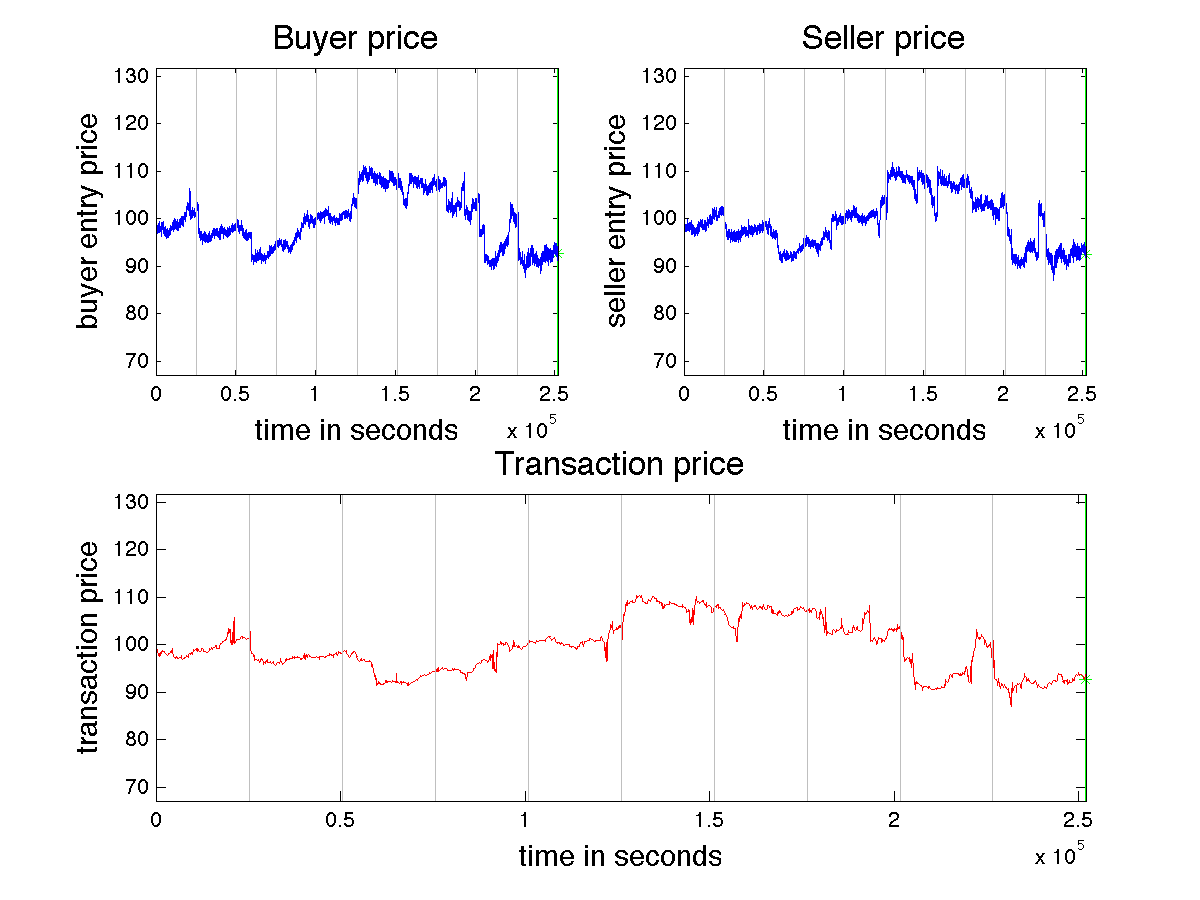 Buyer price
Seller price
130
120
110
100
90
80
70
buyer entry price
0 0.5 1 1.5 2 2.5
x 10^5
time in seconds
130
120
110
100
90
80
70
seller entry price
0 0.5 1 1.5 2 2.5
x 10^5
time in seconds
Transaction price
130
120
110
100
90
80
70
transaction price
0 0.5 1 1.5 2 2.5
x 10^5
time in seconds